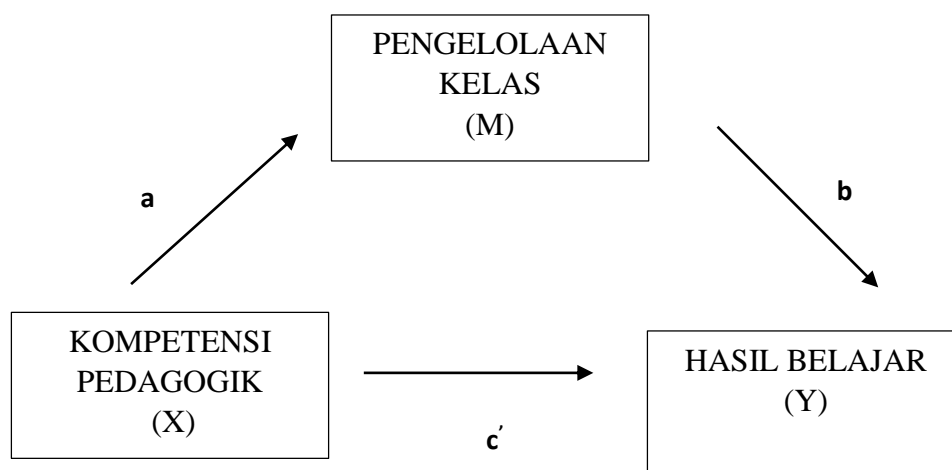 PENGELOLAAN
KELAS
(M)
a
b
KOMPETENSI
PEDAGOGIK
(X)
HASIL BELAJAR
(Y)
c’